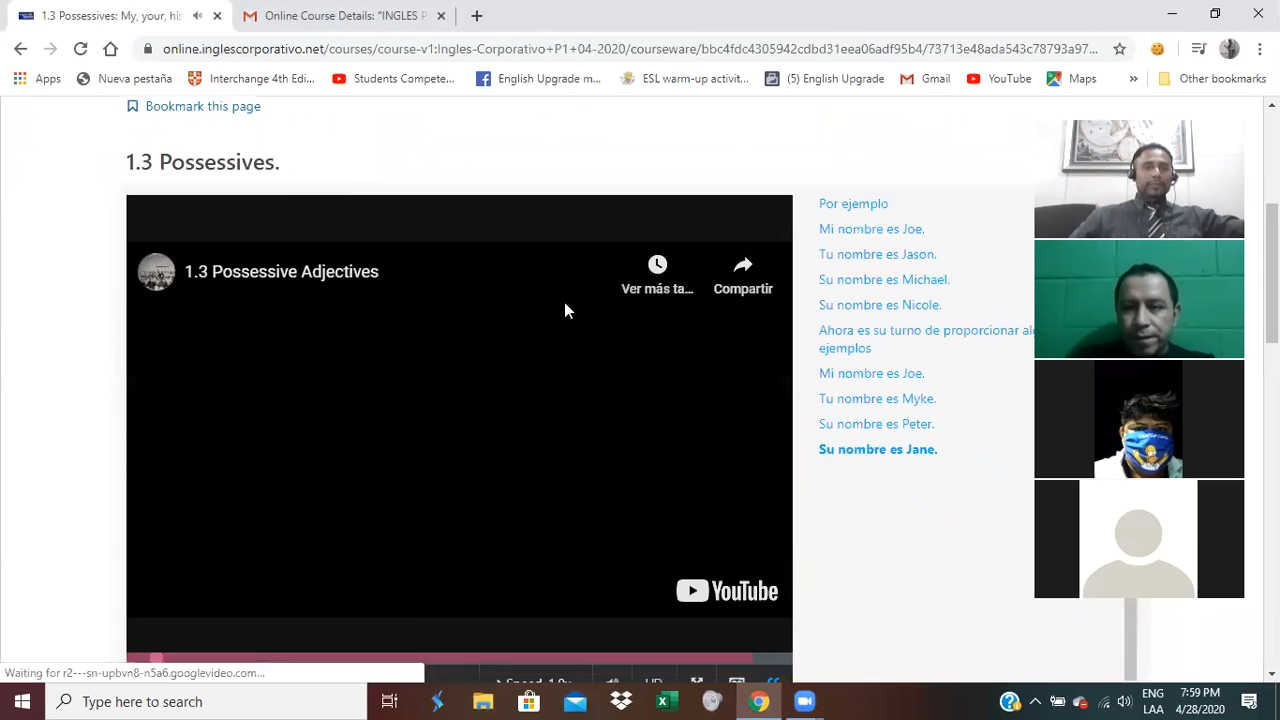 1.3 Possessives: My, your, his
Online Course Details: "INGLES P
online.inglescorporativo.net/courses/course-v1:Ingles-Corporativo+P1+04-2020/courseware/bbc4fdc4305942cdbd31eea06adf95b4/73713e48ada543c78793a97...
Apps
Nueva pestaña
Interchange 4th Edi...
Students Compete...
English Upgrade m...
ESL warm-up activit...
(5) English Upgrade
Gmail
YouTube
Maps
»
Other bookmarks
Bookmark this page
1.3 Possessives.
1.3 Possessive Adjectives
Ver más ta...
Compartir
YouTube
Por ejemplo
Mi nombre es Joe.
Tu nombre es Jason.
Su nombre es Michael.
Su nombre es Nicole.
Ahora es su turno de proporcionar al
ejemplos
Mi nombre es Joe.
Tu nombre es Myke.
Su nombre es Peter.
Su nombre es Jane.
Waiting for r2---sn-upbvn8-n5a6.googlevideo.com...
Type here to search
ENG
LAA
7:59 PM
4/28/2020